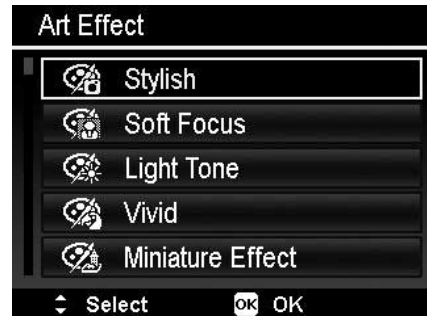 Art Effect
Stylish
Soft Focus
Light Tone
Vivid
Miniature Effect
Select OK OK